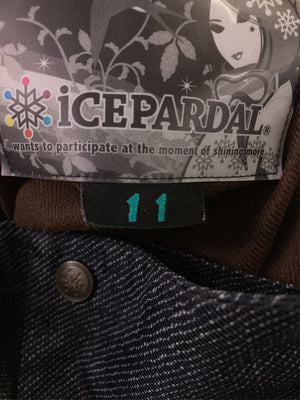 iCEPARDAL®
...wants to participate at the moment of shining more.
11